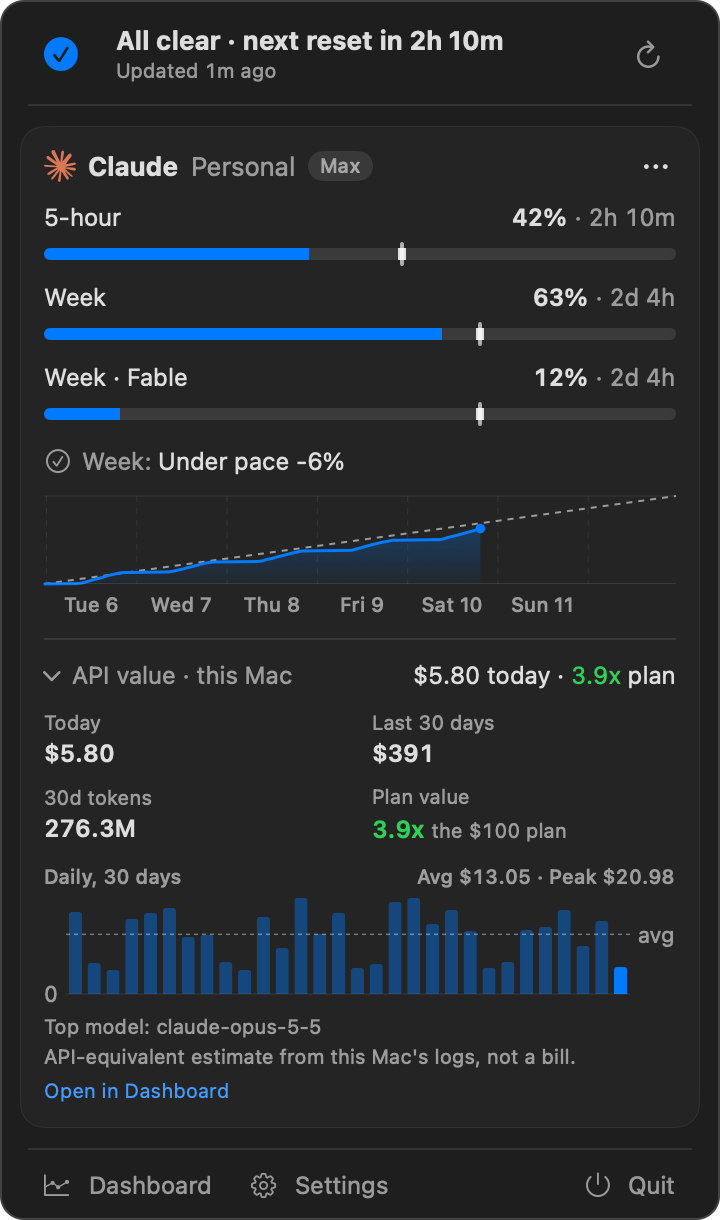 All clear · next reset in 2h 10m
Updated 1m ago
Claude Personal Max
5-hour 42% · 2h 10m
Week 63% · 2d 4h
Week · Fable 12% · 2d 4h
Week: Under pace -6%
Tue 6 Wed 7 Thu 8 Fri 9 Sat 10 Sun 11
API value · this Mac $5.80 today · 3.9x plan
Today Last 30 days
$5.80 $391
30d tokens Plan value
276.3M 3.9x the $100 plan
Daily, 30 days Avg $13.05 · Peak $20.98
avg
0
Top model: claude-opus-5-5
API-equivalent estimate from this Mac's logs, not a bill.
Open in Dashboard
Dashboard Settings Quit